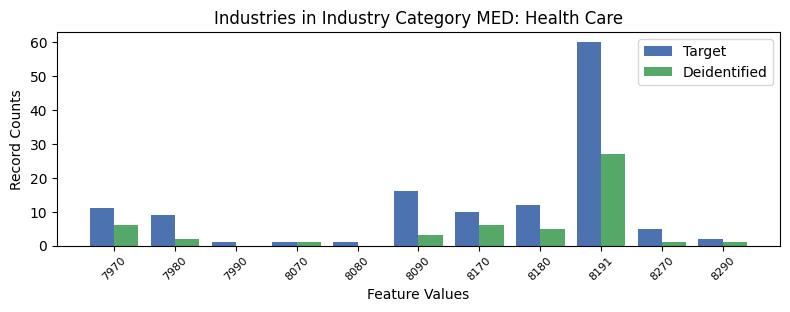 Industries in Industry Category MED: Health Care
Target
Deidentified
Record Counts
60
50
40
30
20
10
0
7970 7980 7990 8070 8080 8090 8170 8180 8191 8270 8290
Feature Values